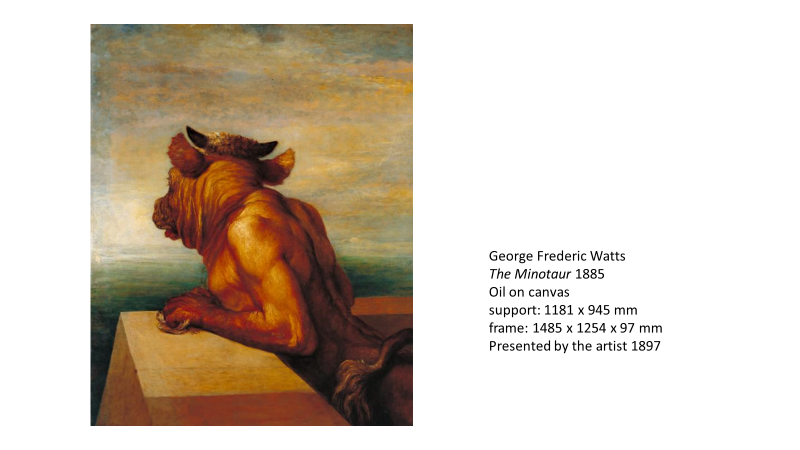 George Frederic Watts
The Minotaur 1885
Oil on canvas
support: 1181 x 945 mm
frame: 1485 x 1254 x 97 mm
Presented by the artist 1897